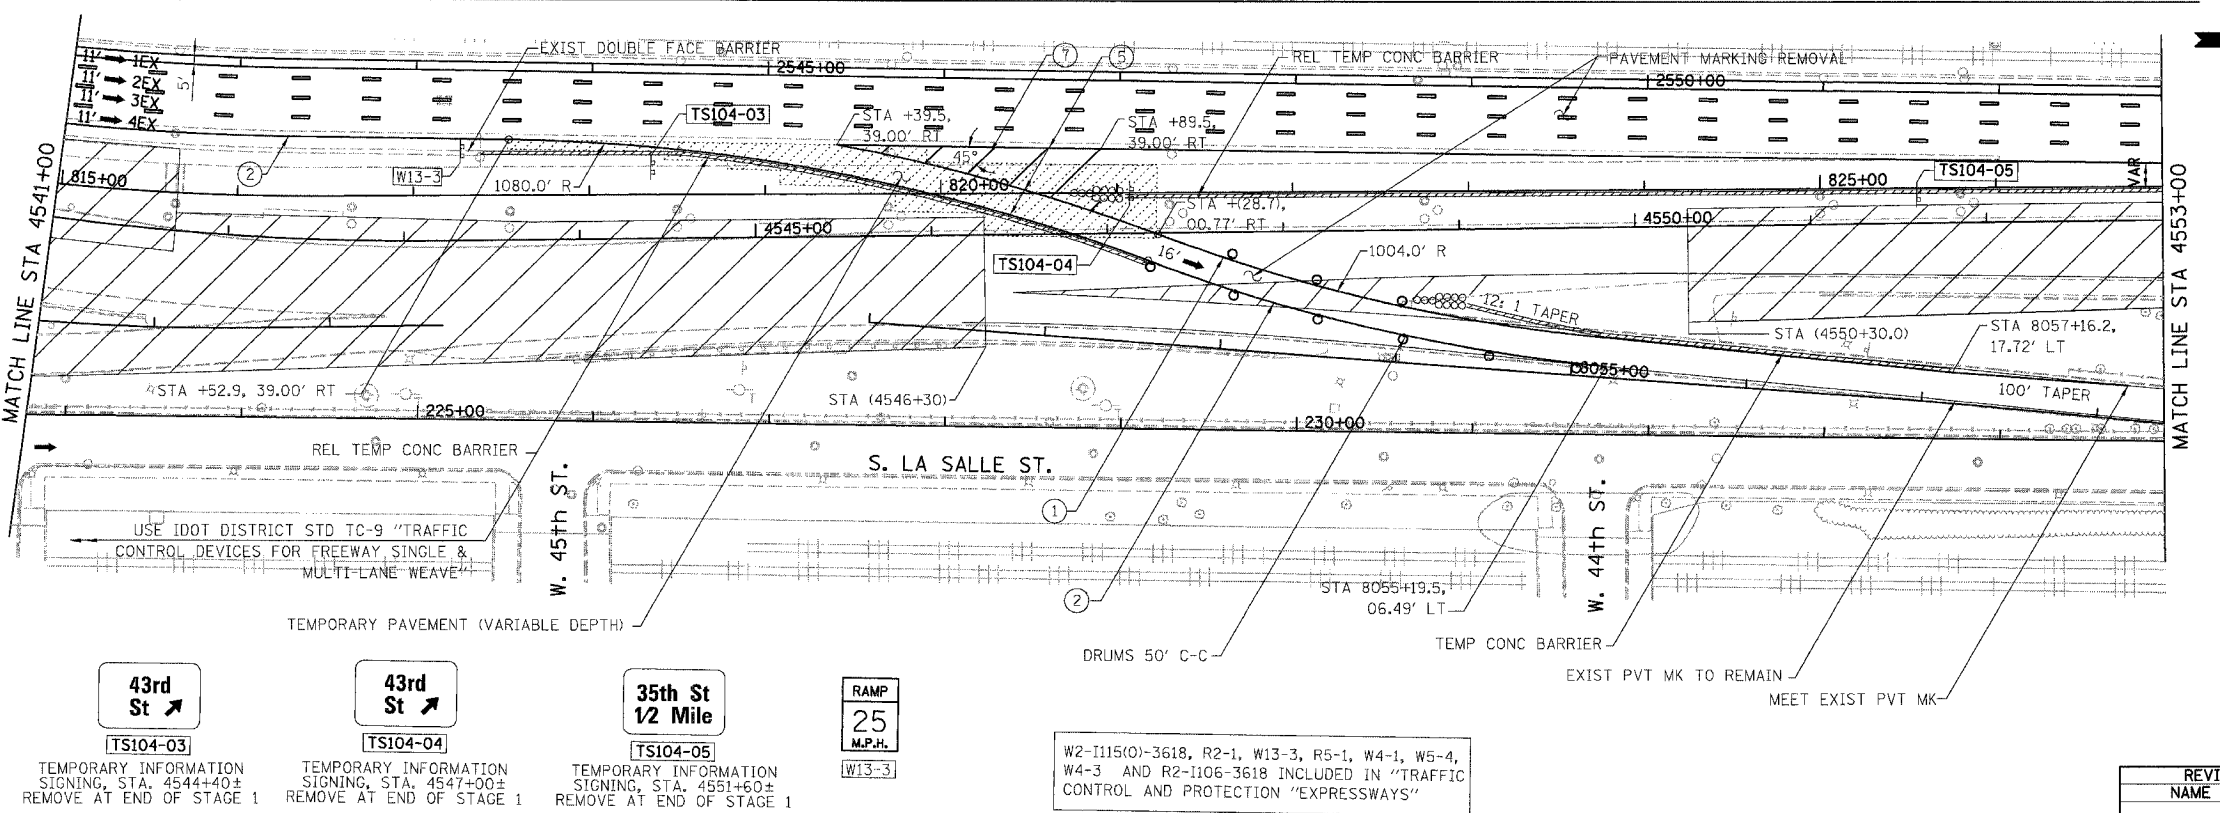 EXIST DOUBLE FACE BARRIER
7
5
REL TEMP CONC BARRIER
PAVEMENT MARKING REMOVAL
11' 1EX
11' 2EX
11' 3EX
11' 4EX
5'
2545+00
2550+00
TS104-03
STA +39.5,
39.00' RT
STA +89.5,
39.00' RT
45°
2
W13-3
1080.0' R
815+00
820+00
825+00
TS104-05
VAR
STA +(28.7),
00.77' RT
4545+00
4550+00
TS104-04
16'
1004.0' R
12:1 TAPER
STA (4550+30.0)
STA 8057+16.2,
17.72' LT
MATCH LINE STA 4541+00
MATCH LINE STA 4553+00
STA +52.9, 39.00' RT
STA (4546+30)
8055+00
100' TAPER
225+00
230+00
REL TEMP CONC BARRIER
S. LA SALLE ST.
W. 45th ST.
W. 44th ST.
1
USE IDOT DISTRICT STD TC-9 "TRAFFIC
CONTROL DEVICES FOR FREEWAY SINGLE &
MULTI-LANE WEAVE"
2
STA 8055+19.5,
06.49' LT
TEMPORARY PAVEMENT (VARIABLE DEPTH)
DRUMS 50' C-C
TEMP CONC BARRIER
EXIST PVT MK TO REMAIN
MEET EXIST PVT MK
43rd
St
TS104-03
TEMPORARY INFORMATION
SIGNING, STA. 4544+40±
REMOVE AT END OF STAGE 1
43rd
St
TS104-04
TEMPORARY INFORMATION
SIGNING, STA. 4547+00±
REMOVE AT END OF STAGE 1
35th St
1/2 Mile
TS104-05
TEMPORARY INFORMATION
SIGNING, STA. 4551+60±
REMOVE AT END OF STAGE 1
RAMP
25
M.P.H.
W13-3
W2-I115(O)-3618, R2-1, W13-3, R5-1, W4-1, W5-4,
W4-3 AND R2-I106-3618 INCLUDED IN "TRAFFIC
CONTROL AND PROTECTION "EXPRESSWAYS"
REVI
NAME